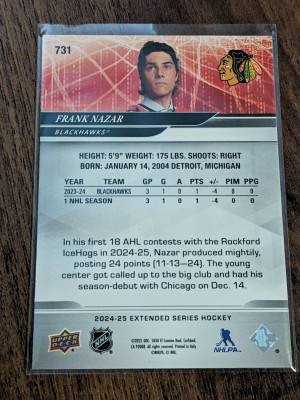 731
FRANK NAZAR
BLACKHAWKS
HEIGHT: 5'9" WEIGHT: 175 LBS. SHOOTS: RIGHT
BORN: JANUARY 14, 2004 DETROIT, MICHIGAN
YEAR TEAM GP G A PTS +/- PIM PPG
2023-24 BLACKHAWKS 3 1 0 1 -4 0 0
1 NHL SEASON 3 1 0 1 -4 0 0
In his first 18 AHL contests with the Rockford
IceHogs in 2024-25, Nazar produced mightily,
posting 24 points (11-13—24). The young
center got called up to the big club and had his
season-debut with Chicago on Dec. 14.
2024-25 EXTENDED SERIES HOCKEY
UPPER DECK
NHL
NHLPA